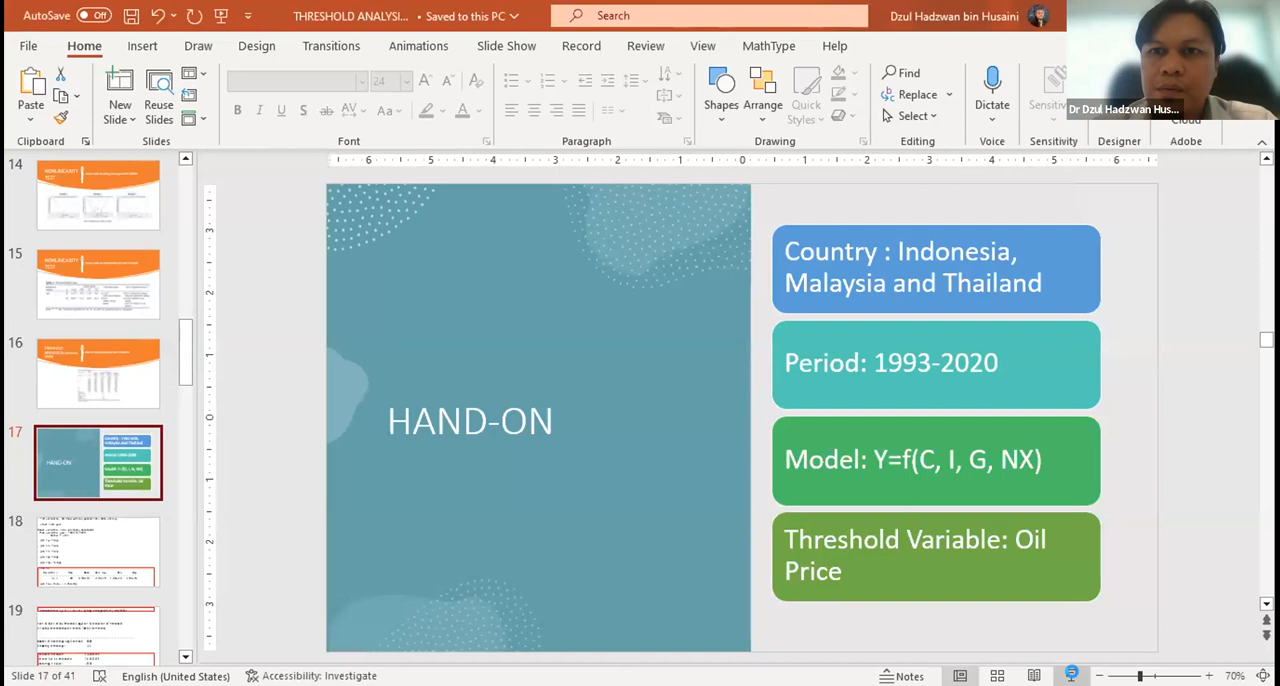 AutoSave Off
THRESHOLD ANALYSI... • Saved to this PC
Search
Dzul Hadzwan bin Husaini
File Home Insert Draw Design Transitions Animations Slide Show Record Review View MathType Help
Paste
New
Slide
Reuse
Slides
24
Shapes
Arrange
Quick
Styles
Find
Replace
Select
Dictate
Sensitiv
Cloud
Clipboard Font Paragraph Drawing Editing Voice Sensitivity Designer Adobe
Dr Dzul Hadzwan Hus...
14
15
16
17
18
19
HAND-ON
Country : Indonesia,
Malaysia and Thailand
Period: 1993-2020
Model: Y=f(C, I, G, NX)
Threshold Variable: Oil
Price
Slide 17 of 41 English (United States) Accessibility: Investigate Notes 70%